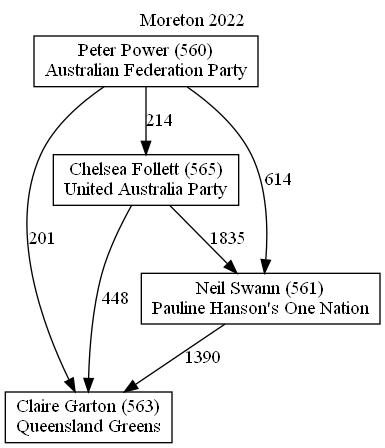 Moreton 2022
Peter Power (560)
Australian Federation Party
214
Chelsea Follett (565)
United Australia Party
614
201
1835
448
Neil Swann (561)
Pauline Hanson's One Nation
1390
Claire Garton (563)
Queensland Greens